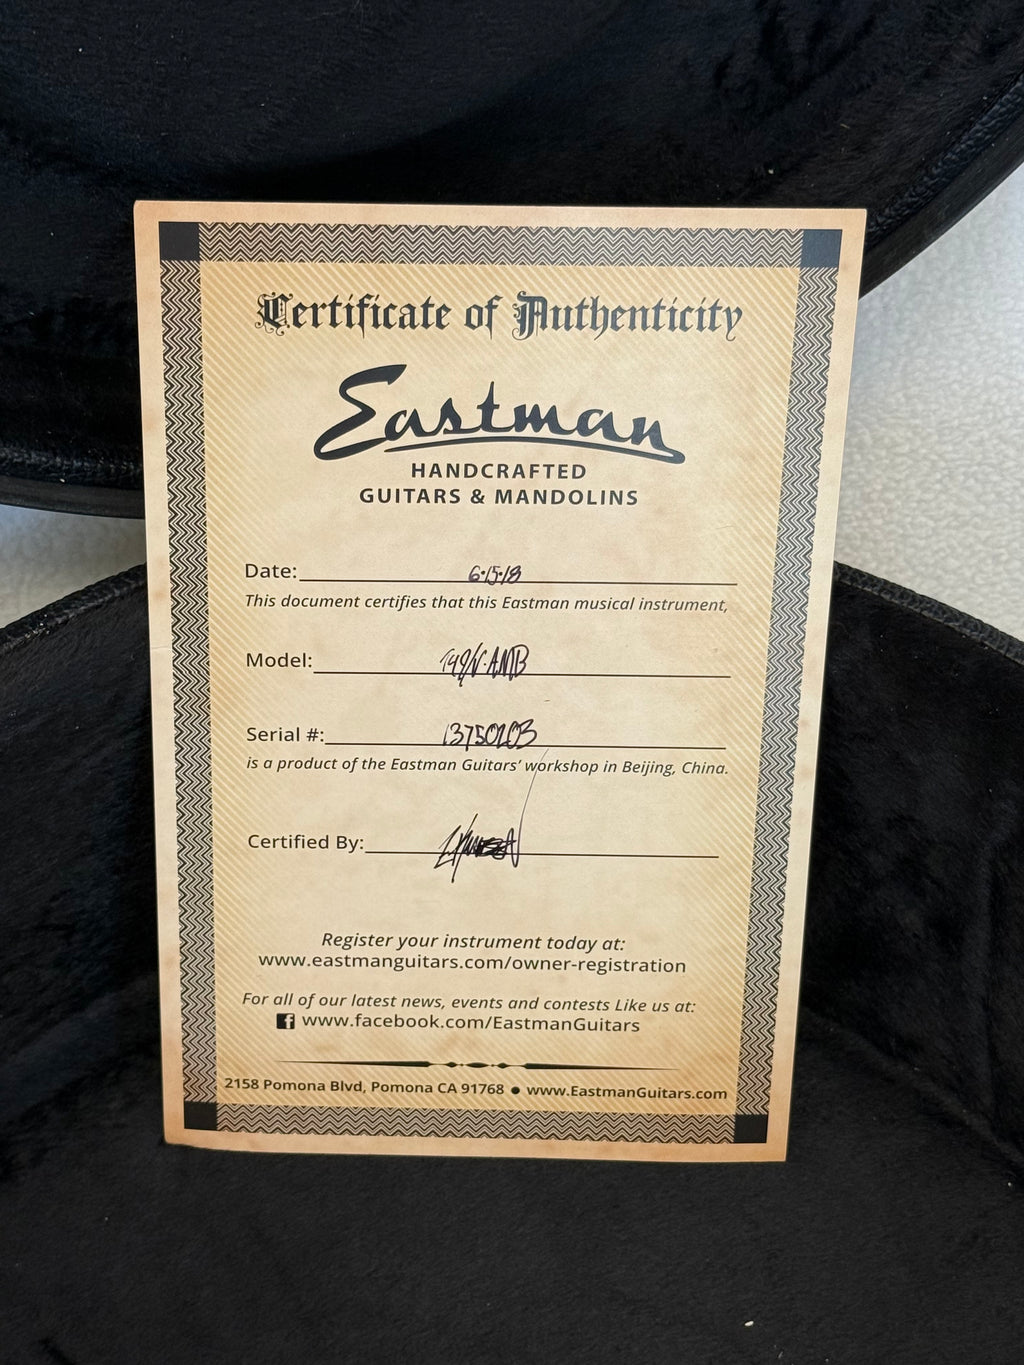 Certificate of Authenticity
Eastman
HANDCRAFTED
GUITARS & MANDOLINS
Date: 6·15·18
This document certifies that this Eastman musical instrument,
Model: T49/V·ANTB
Serial #: 13750203
is a product of the Eastman Guitars' workshop in Beijing, China.
Certified By:
Register your instrument today at:
www.eastmanguitars.com/owner-registration
For all of our latest news, events and contests Like us at:
f www.facebook.com/EastmanGuitars
2158 Pomona Blvd, Pomona CA 91768 ● www.EastmanGuitars.com